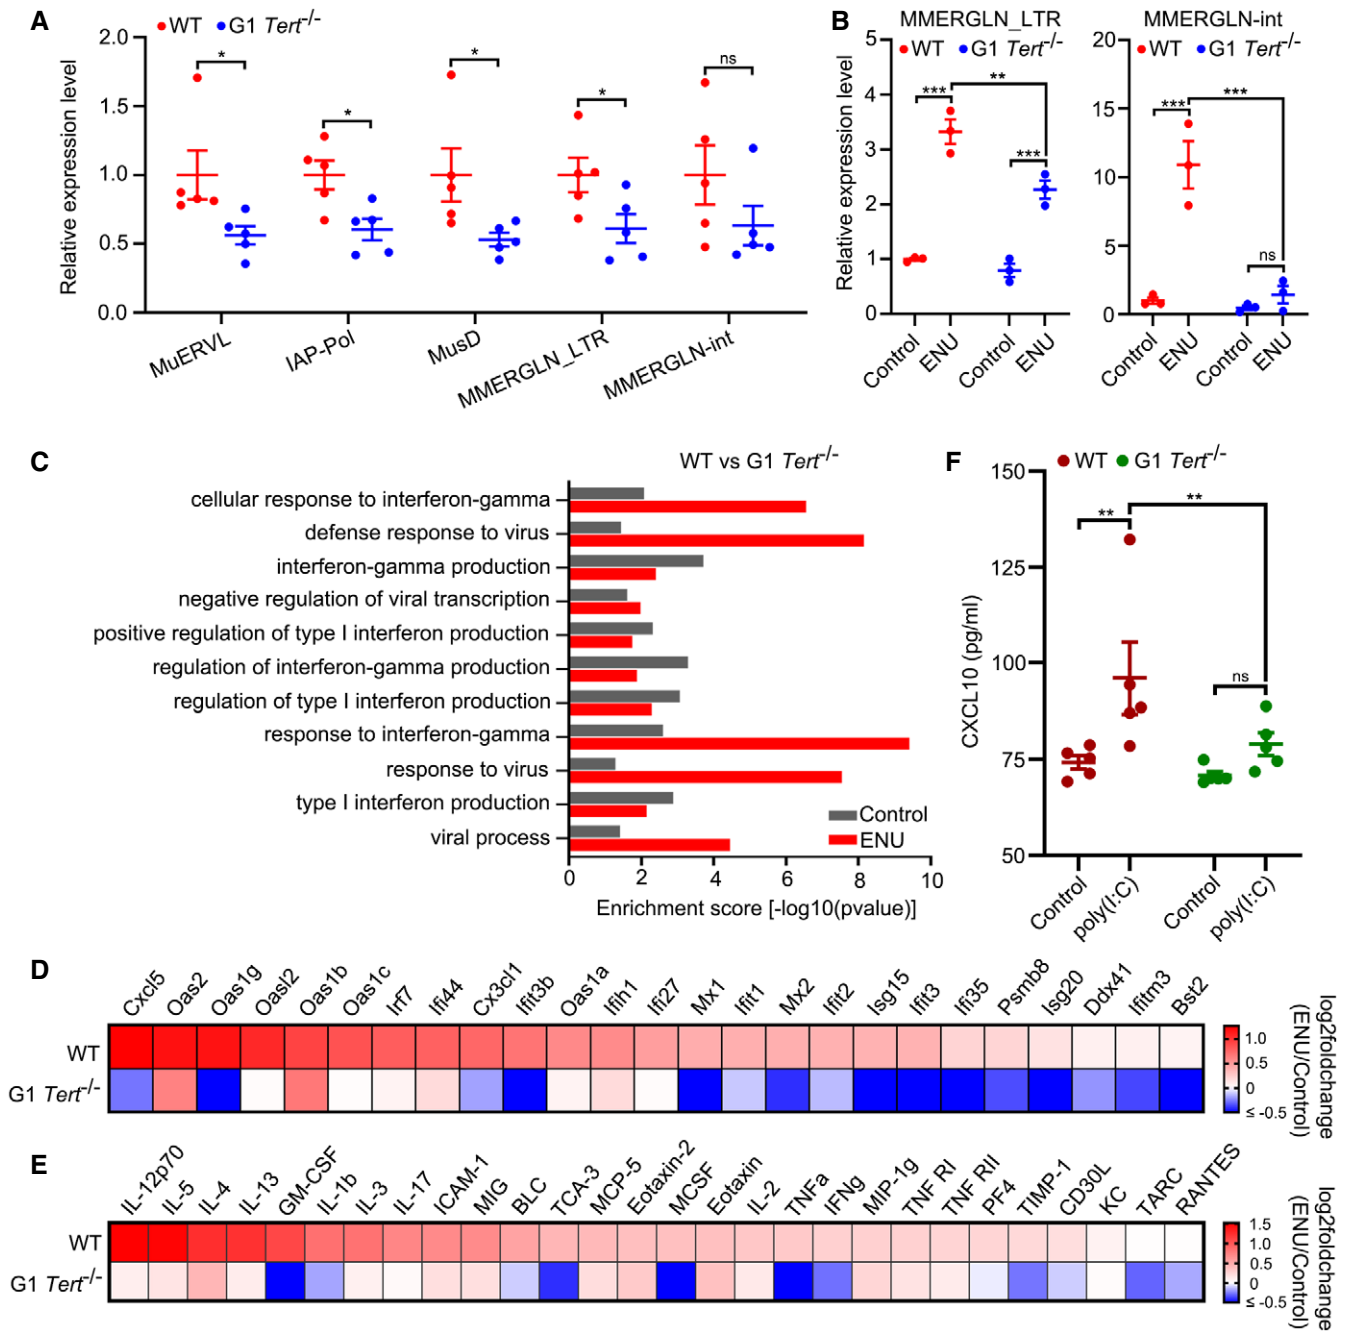 A
WT
G1 Tert-/-
Relative expression level
2.0
1.5
1.0
0.5
0.0
*
*
*
*
ns
MuERVL
IAP-Pol
MusD
MMERGLN_LTR
MMERGLN-int
B
MMERGLN_LTR
WT
G1 Tert-/-
Relative expression level
5
4
3
2
1
0
***
**
***
Control
ENU
Control
ENU
MMERGLN-int
WT
G1 Tert-/-
20
15
10
5
0
***
***
ns
Control
ENU
Control
ENU
C
WT vs G1 Tert-/-
cellular response to interferon-gamma
defense response to virus
interferon-gamma production
negative regulation of viral transcription
positive regulation of type I interferon production
regulation of interferon-gamma production
regulation of type I interferon production
response to interferon-gamma
response to virus
type I interferon production
viral process
Control
ENU
0 2 4 6 8 10
Enrichment score [-log10(pvalue)]
F
WT
G1 Tert-/-
CXCL10 (pg/ml)
150
125
100
75
50
**
**
ns
Control
poly(I:C)
Control
poly(I:C)
D
Cxcl5 Oas2 Oas1g Oasl2 Oas1b Oas1c Irf7 Ifi44 Cx3cl1 Ifit3b Oas1a Ifih1 Ifi27 Mx1 Ifit1 Mx2 Ifit2 Isg15 Ifit3 Ifi35 Psmb8 Isg20 Ddx41 Ifitm3 Bst2
WT
G1 Tert-/-
1.0
0.5
0
≤ -0.5
log2foldchange
(ENU/Control)
E
IL-12p70 IL-5 IL-4 IL-13 GM-CSF IL-1b IL-3 IL-17 ICAM-1 MIG BLC TCA-3 MCP-5 Eotaxin-2 MCSF Eotaxin IL-2 TNFa IFNg MIP-1g TNF RI TNF RII PF4 TIMP-1 CD30L KC TARC RANTES
WT
G1 Tert-/-
1.5
1.0
0.5
0
≤ -0.5
log2foldchange
(ENU/Control)